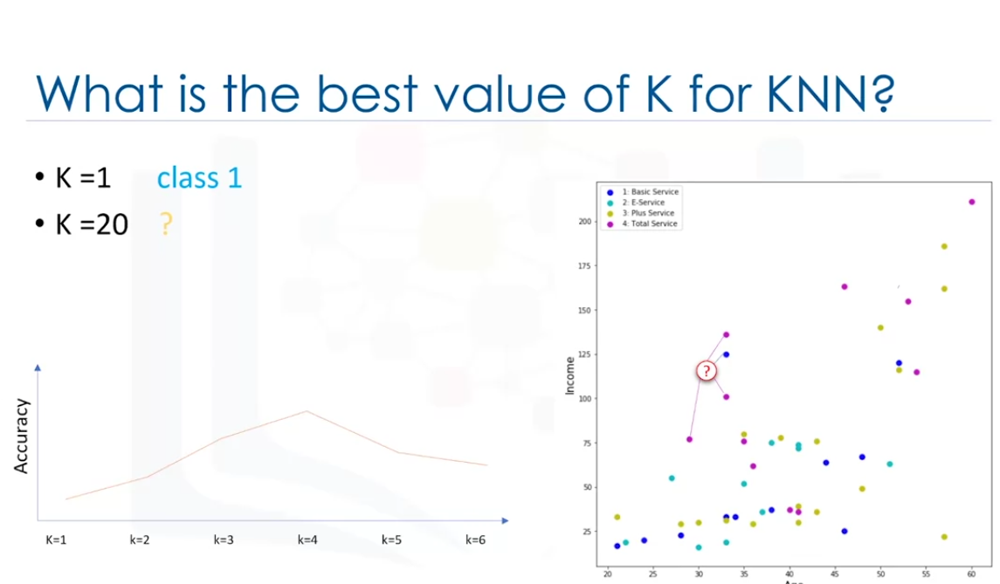 What is the best value of K for KNN?
• K =1 class 1
• K =20 ?
Accuracy
K=1 k=2 k=3 k=4 k=5 k=6
1: Basic Service
2: E-Service
3: Plus Service
4: Total Service
Income
200
175
150
125
?
100
75
50
25
20 25 30 35 40 45 50 55 60